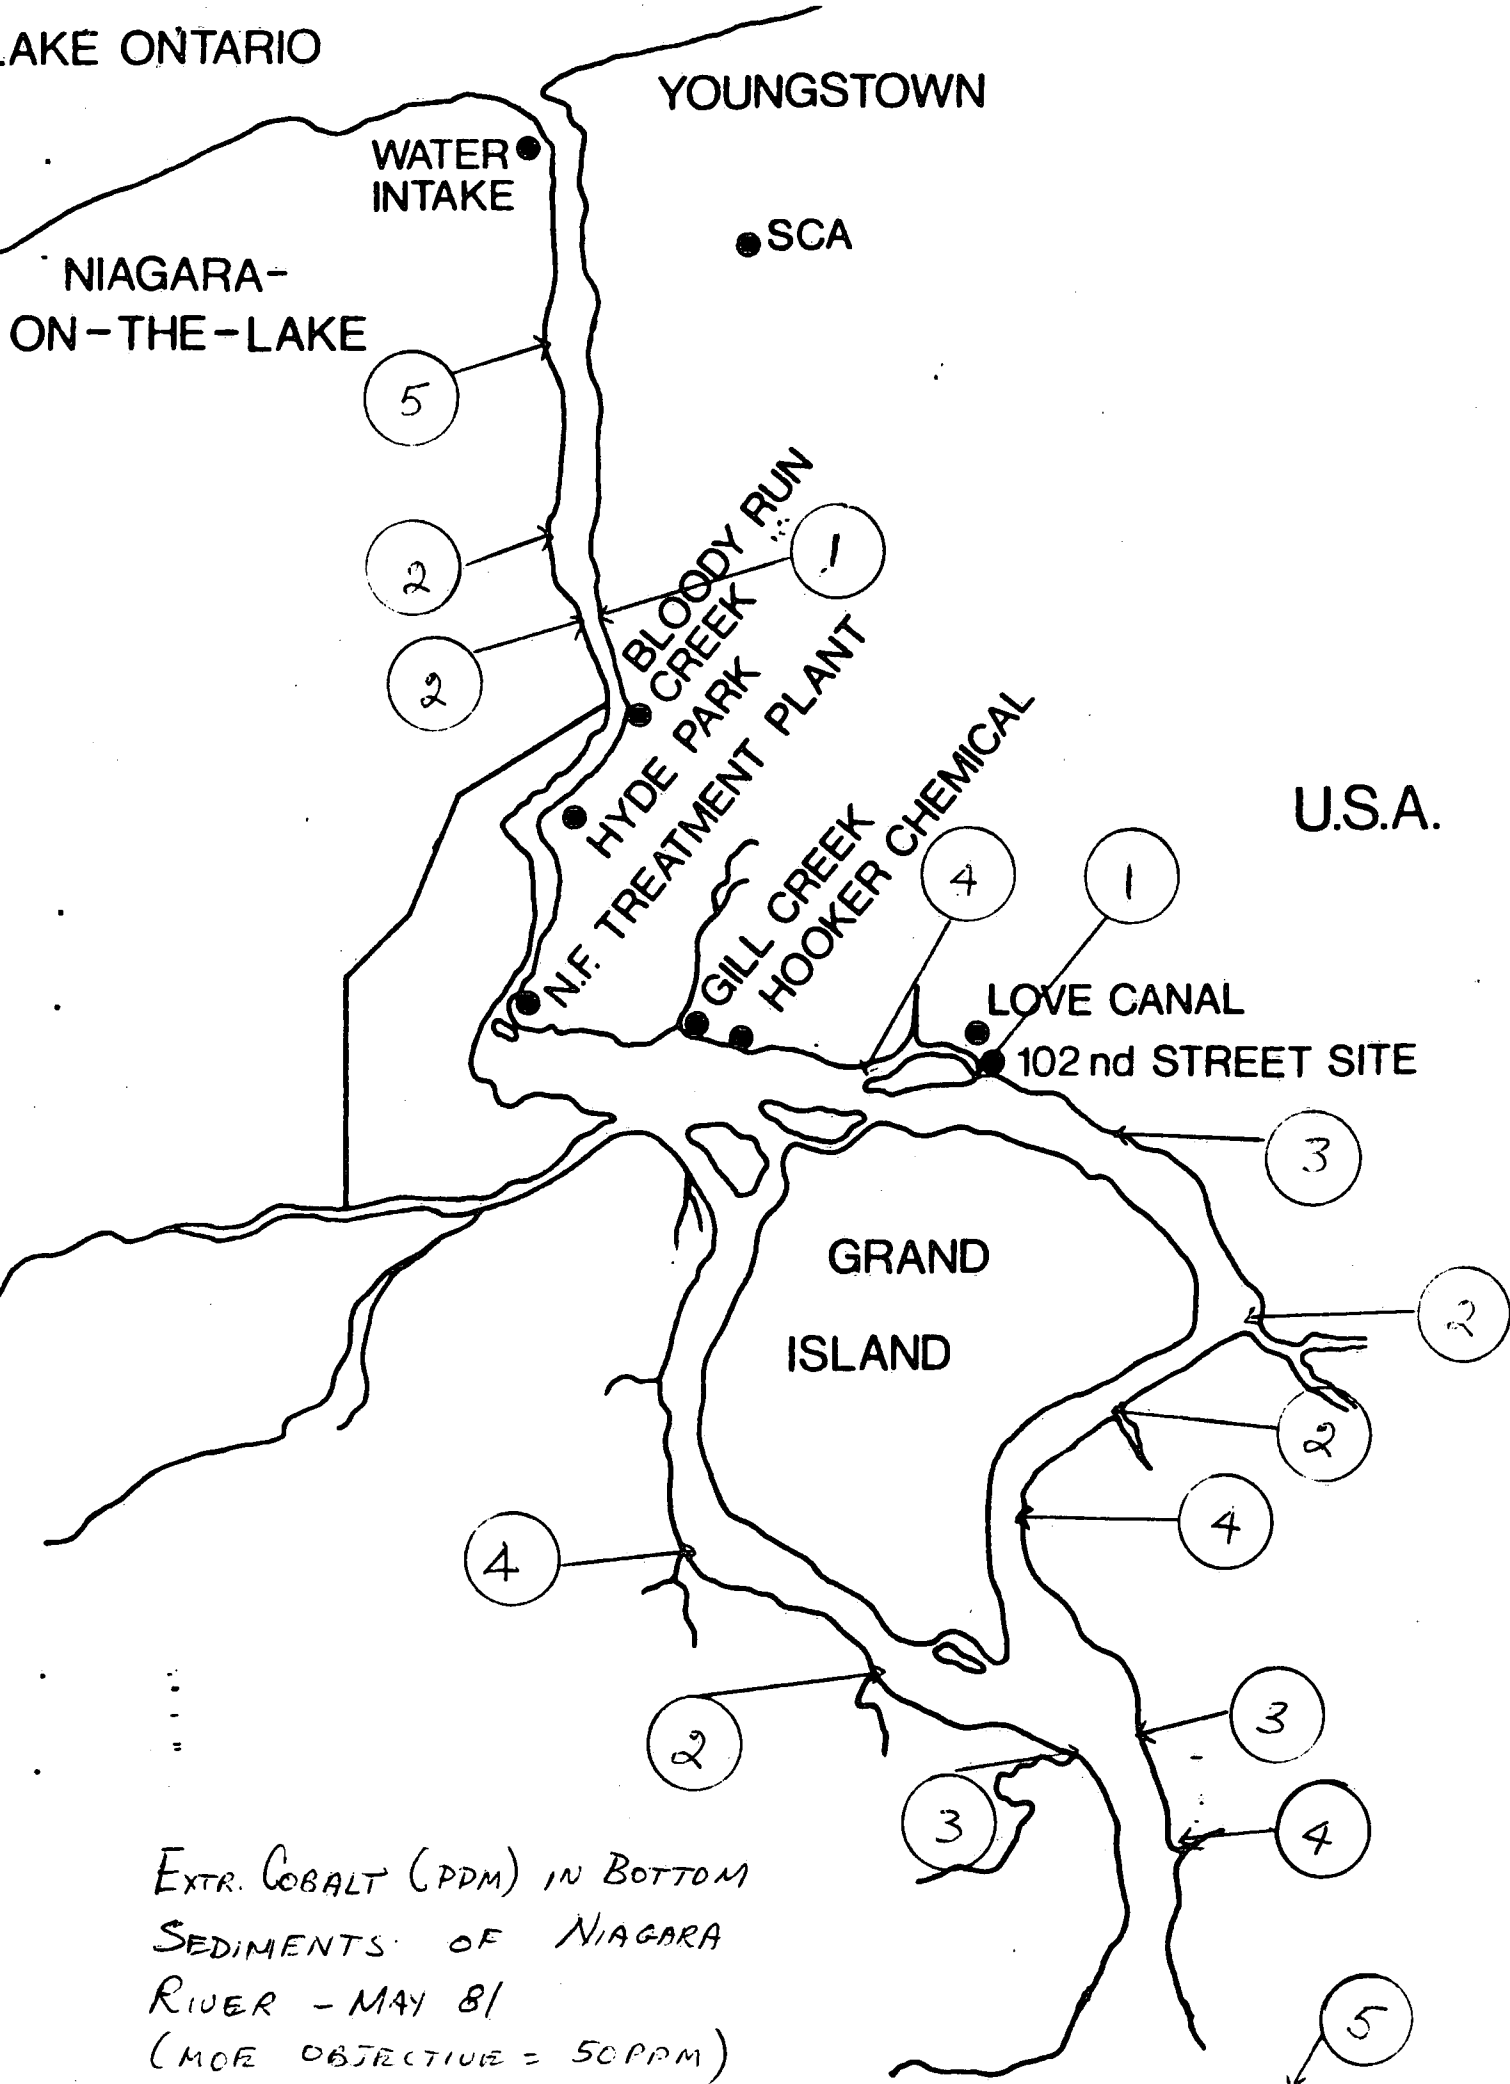 LAKE ONTARIO
YOUNGSTOWN
WATER
INTAKE
SCA
NIAGARA-
ON-THE-LAKE
5
2
1
2
BLOODY RUN
CREEK
HYDE PARK
N.F. TREATMENT PLANT
GILL CREEK
HOOKER CHEMICAL
U.S.A.
4
1
LOVE CANAL
102nd STREET SITE
3
GRAND
ISLAND
2
2
4
4
2
3
3
4
5
EXTR. COBALT (PPM) IN BOTTOM
SEDIMENTS OF NIAGARA
RIVER - MAY 81
(MOE OBJECTIVE = 50PPM)